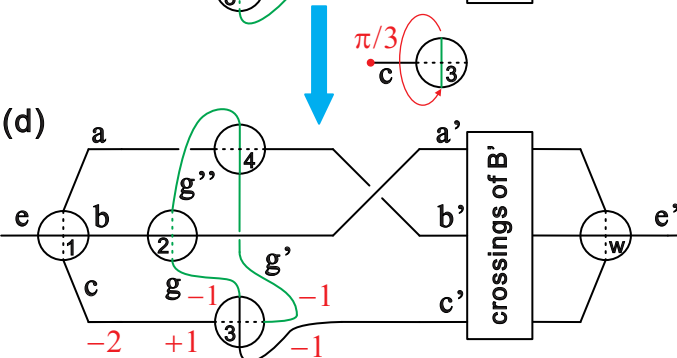 π/3
c
3
(d)
a
a'
4
g''
e
b
b'
e'
1
2
w
crossings of B'
g'
c
g
-1
-1
c'
3
-2
+1
-1